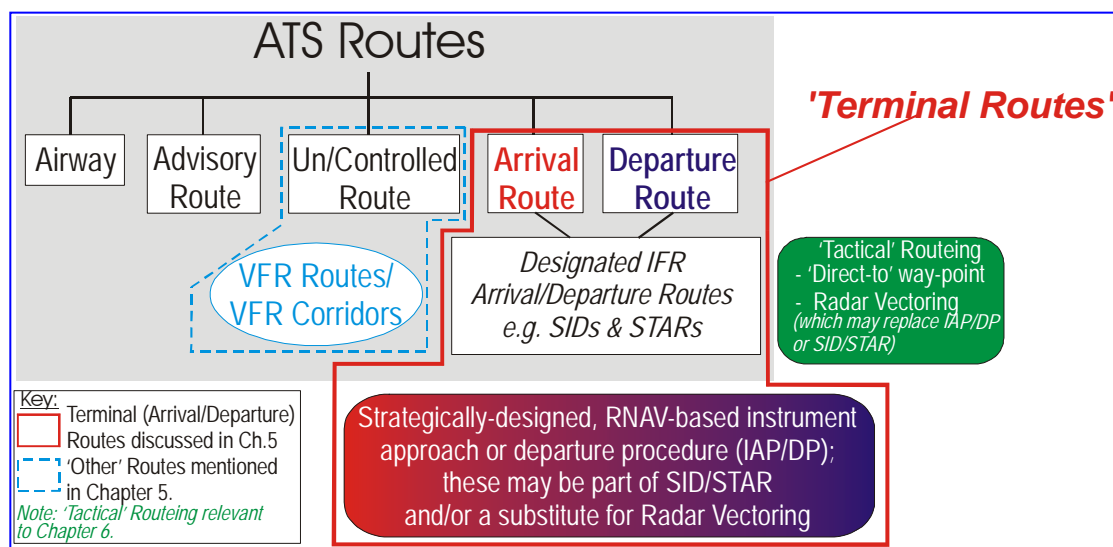 ATS Routes
'Terminal Routes'
Airway
Advisory
Route
Un/Controlled
Route
Arrival
Route
Departure
Route
VFR Routes/
VFR Corridors
Designated IFR
Arrival/Departure Routes
e.g. SIDs & STARs
'Tactical' Routeing
- 'Direct-to' way-point
- Radar Vectoring
(which may replace IAP/DP
or SID/STAR)
Key:
Terminal (Arrival/Departure)
Routes discussed in Ch.5
'Other' Routes mentioned
in Chapter 5.
Note: 'Tactical' Routeing relevant
to Chapter 6.
Strategically-designed, RNAV-based instrument
approach or departure procedure (IAP/DP);
these may be part of SID/STAR
and/or a substitute for Radar Vectoring